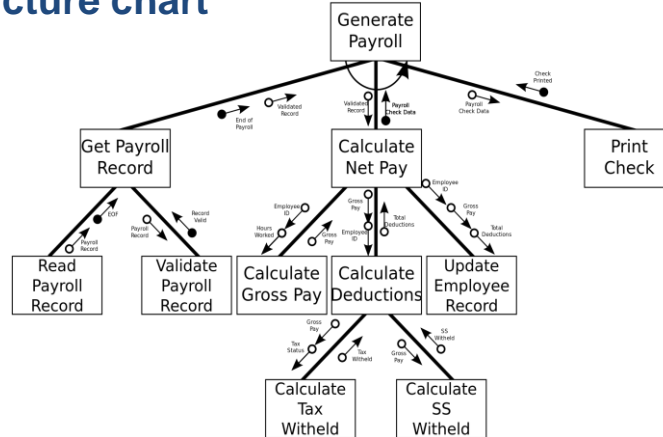 cture chart
Generate
Payroll
Check
Printed
Validated
Record
End of
Payroll
Validated
Record
Payroll
Check Data
Payroll
Check Data
Get Payroll
Record
Calculate
Net Pay
Print
Check
EOF
Payroll
Record
Payroll
Record
Record
Valid
Employee
ID
Hours
Worked
Gross
Pay
Gross
Pay
Employee
ID
Total
Deductions
Employee
ID
Gross
Pay
Total
Deductions
Read
Payroll
Record
Validate
Payroll
Record
Calculate
Gross Pay
Calculate
Deductions
Update
Employee
Record
Gross
Pay
Tax
Status
Tax
Witheld
Gross
Pay
SS
Witheld
Calculate
Tax
Witheld
Calculate
SS
Witheld